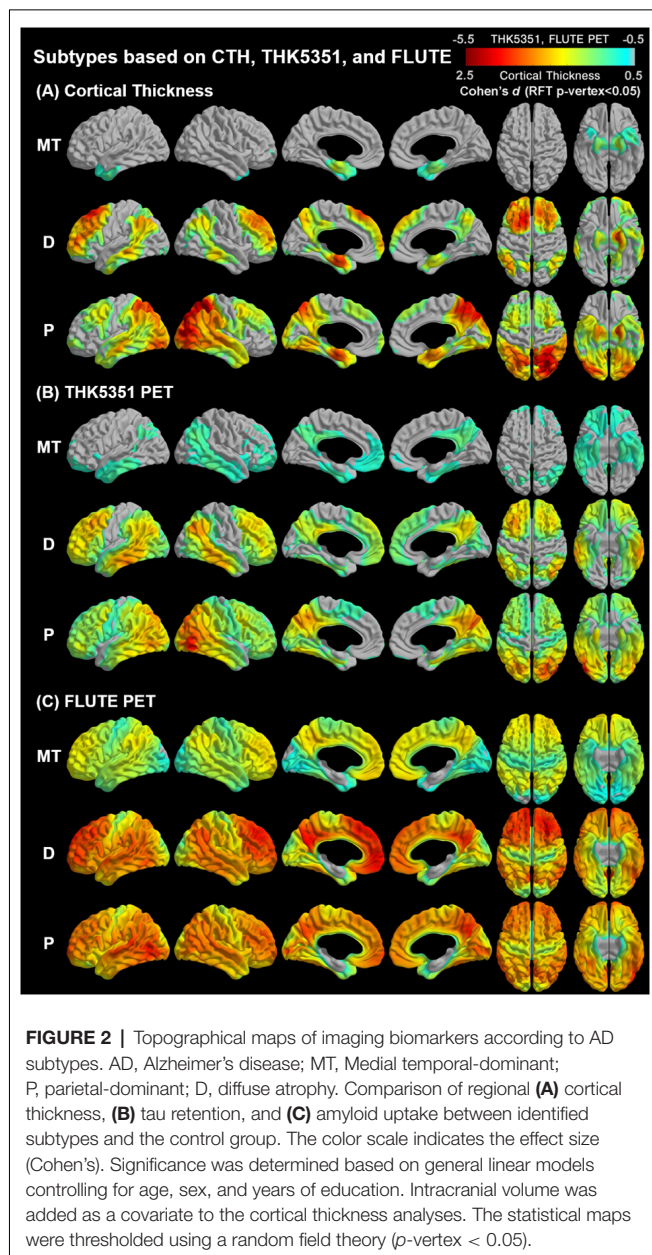 Subtypes based on CTH, THK5351, and FLUTE
-5.5 THK5351, FLUTE PET -0.5
2.5 Cortical Thickness 0.5
Cohen's d (RFT p-vertex<0.05)
(A) Cortical Thickness
MT
D
P
(B) THK5351 PET
MT
D
P
(C) FLUTE PET
MT
D
P
FIGURE 2 | Topographical maps of imaging biomarkers according to AD
subtypes. AD, Alzheimer's disease; MT, Medial temporal-dominant;
P, parietal-dominant; D, diffuse atrophy. Comparison of regional (A) cortical
thickness, (B) tau retention, and (C) amyloid uptake between identified
subtypes and the control group. The color scale indicates the effect size
(Cohen's). Significance was determined based on general linear models
controlling for age, sex, and years of education. Intracranial volume was
added as a covariate to the cortical thickness analyses. The statistical maps
were thresholded using a random field theory (p-vertex < 0.05).